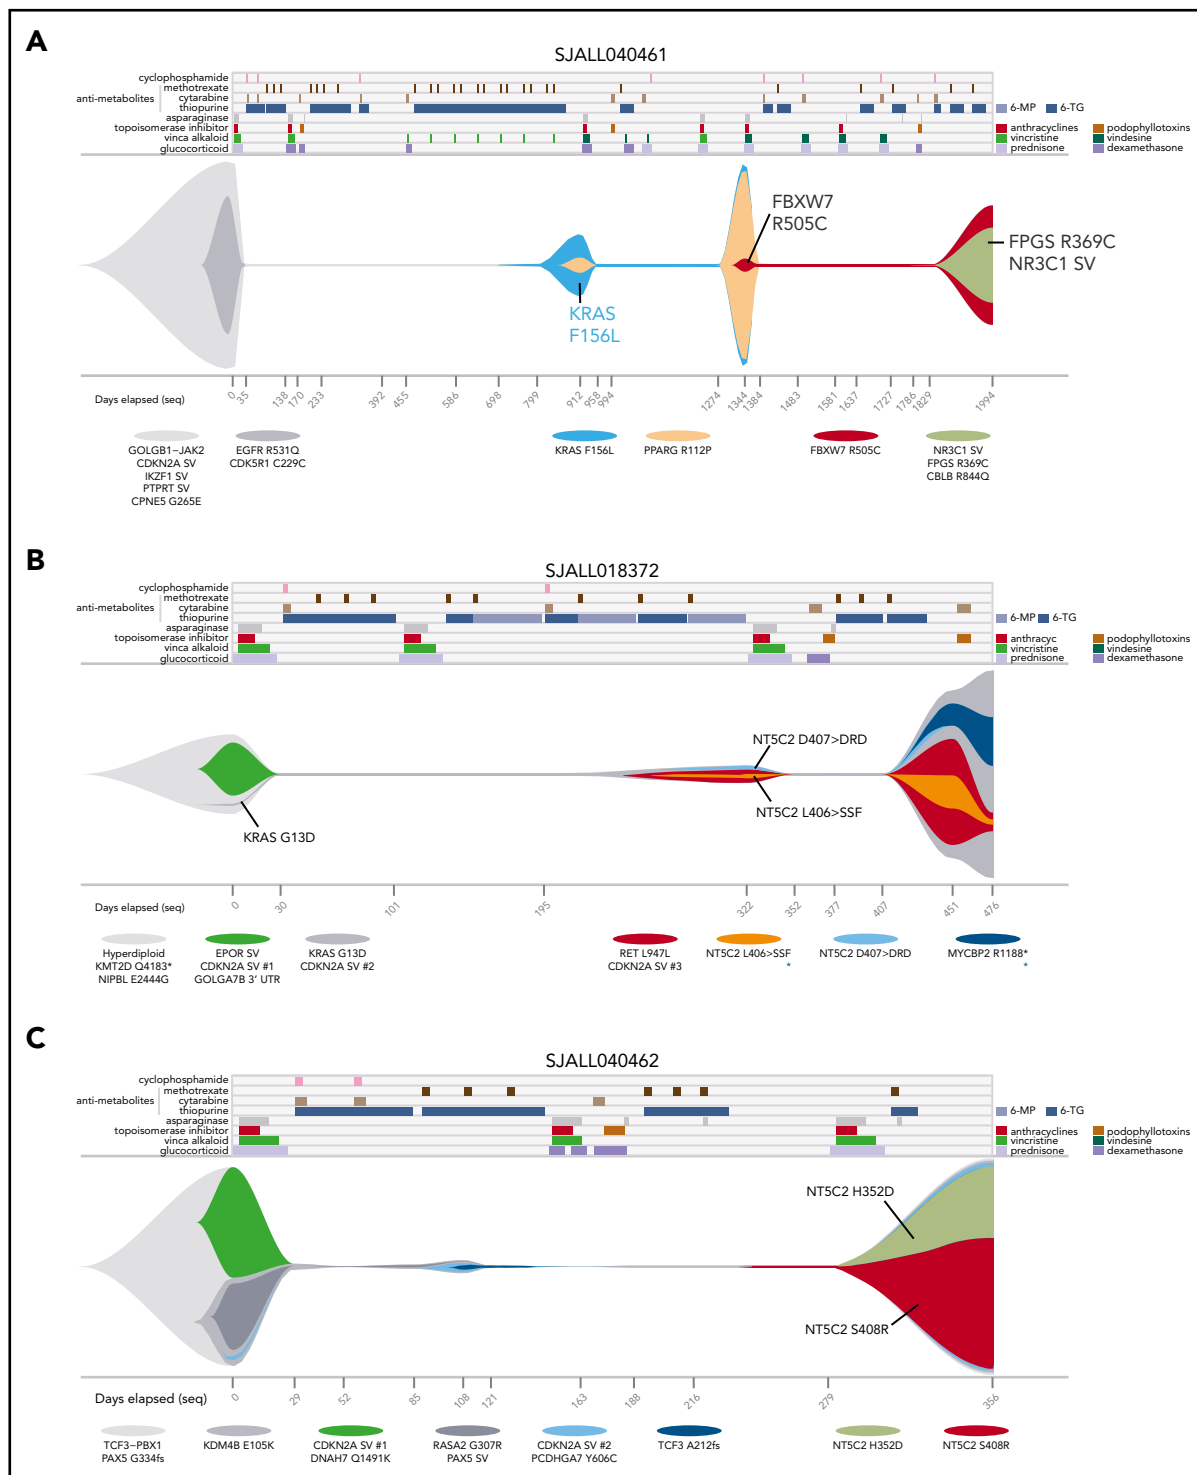 A
SJALL040461
cyclophosphamide
methotrexate
anti-metabolites
cytarabine
thiopurine
6-MP
6-TG
asparaginase
topoisomerase inhibitor
anthracyclines
podophyllotoxins
vinca alkaloid
vincristine
vindesine
glucocorticoid
prednisone
dexamethasone
FBXW7
R505C
FPGS R369C
NR3C1 SV
KRAS
F156L
Days elapsed (seq)
0 35 138 170 233 392 455 586 698 799 912 958 994 1274 1344 1384 1483 1581 1637 1727 1786 1829 1994
GOLGB1–JAK2
CDKN2A SV
IKZF1 SV
PTPRT SV
CPNE5 G265E
EGFR R531Q
CDK5R1 C229C
KRAS F156L
PPARG R112P
FBXW7 R505C
NR3C1 SV
FPGS R369C
CBLB R844Q
B
SJALL018372
cyclophosphamide
methotrexate
anti-metabolites
cytarabine
thiopurine
6-MP
6-TG
asparaginase
topoisomerase inhibitor
anthracyc
podophyllotoxins
vinca alkaloid
vincristine
vindesine
glucocorticoid
prednisone
dexamethasone
NT5C2 D407>DRD
NT5C2 L406>SSF
KRAS G13D
Days elapsed (seq)
0 30 101 195 322 352 377 407 451 476
Hyperdiploid
KMT2D Q4183*
NIPBL E2444G
EPOR SV
CDKN2A SV #1
GOLGA7B 3' UTR
KRAS G13D
CDKN2A SV #2
RET L947L
CDKN2A SV #3
NT5C2 L406>SSF
*
NT5C2 D407>DRD
MYCBP2 R1188*
*
C
SJALL040462
cyclophosphamide
methotrexate
anti-metabolites
cytarabine
thiopurine
6-MP
6-TG
asparaginase
topoisomerase inhibitor
anthracyclines
podophyllotoxins
vinca alkaloid
vincristine
vindesine
glucocorticoid
prednisone
dexamethasone
NT5C2 H352D
NT5C2 S408R
Days elapsed (seq)
0 29 52 85 108 121 163 188 216 279 356
TCF3–PBX1
PAX5 G334fs
KDM4B E105K
CDKN2A SV #1
DNAH7 Q1491K
RASA2 G307R
PAX5 SV
CDKN2A SV #2
PCDHGA7 Y606C
TCF3 A212fs
NT5C2 H352D
NT5C2 S408R